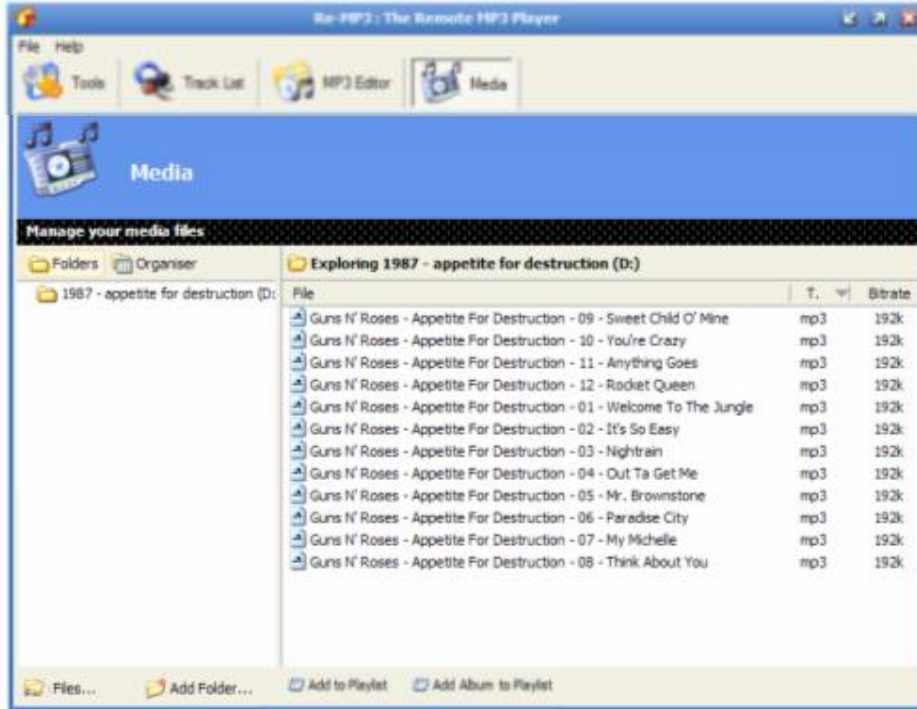 Re-MP3 : The Remote MP3 Player
File Help
Tools Track List MP3 Editor Media
Media
Manage your media files
Folders Organiser Exploring 1987 - appetite for destruction (D:)
1987 - appetite for destruction (D: File T. Bitrate
Guns N' Roses - Appetite For Destruction - 09 - Sweet Child O' Mine mp3 192k
Guns N' Roses - Appetite For Destruction - 10 - You're Crazy mp3 192k
Guns N' Roses - Appetite For Destruction - 11 - Anything Goes mp3 192k
Guns N' Roses - Appetite For Destruction - 12 - Rocket Queen mp3 192k
Guns N' Roses - Appetite For Destruction - 01 - Welcome To The Jungle mp3 192k
Guns N' Roses - Appetite For Destruction - 02 - It's So Easy mp3 192k
Guns N' Roses - Appetite For Destruction - 03 - Nightrain mp3 192k
Guns N' Roses - Appetite For Destruction - 04 - Out Ta Get Me mp3 192k
Guns N' Roses - Appetite For Destruction - 05 - Mr. Brownstone mp3 192k
Guns N' Roses - Appetite For Destruction - 06 - Paradise City mp3 192k
Guns N' Roses - Appetite For Destruction - 07 - My Michelle mp3 192k
Guns N' Roses - Appetite For Destruction - 08 - Think About You mp3 192k
Files... Add Folder... Add to Playlist Add Album to Playlist